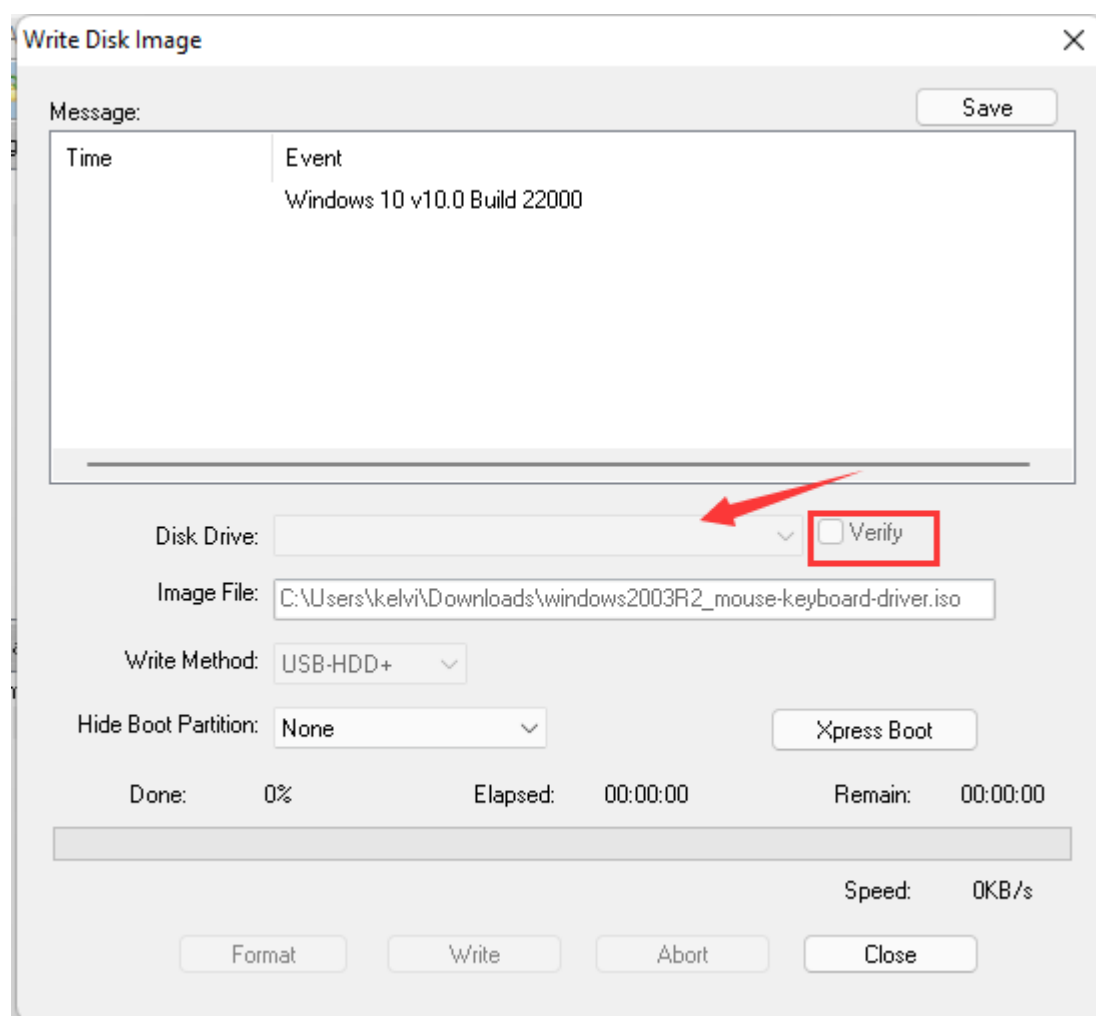 Write Disk Image
Message:
Save
Time Event
Windows 10 v10.0 Build 22000
Disk Drive:
Verify
Image File: C:\Users\kelvi\Downloads\windows2003R2_mouse-keyboard-driver.iso
Write Method: USB-HDD+
Hide Boot Partition: None
Xpress Boot
Done: 0% Elapsed: 00:00:00 Remain: 00:00:00
Speed: 0KB/s
Format Write Abort Close